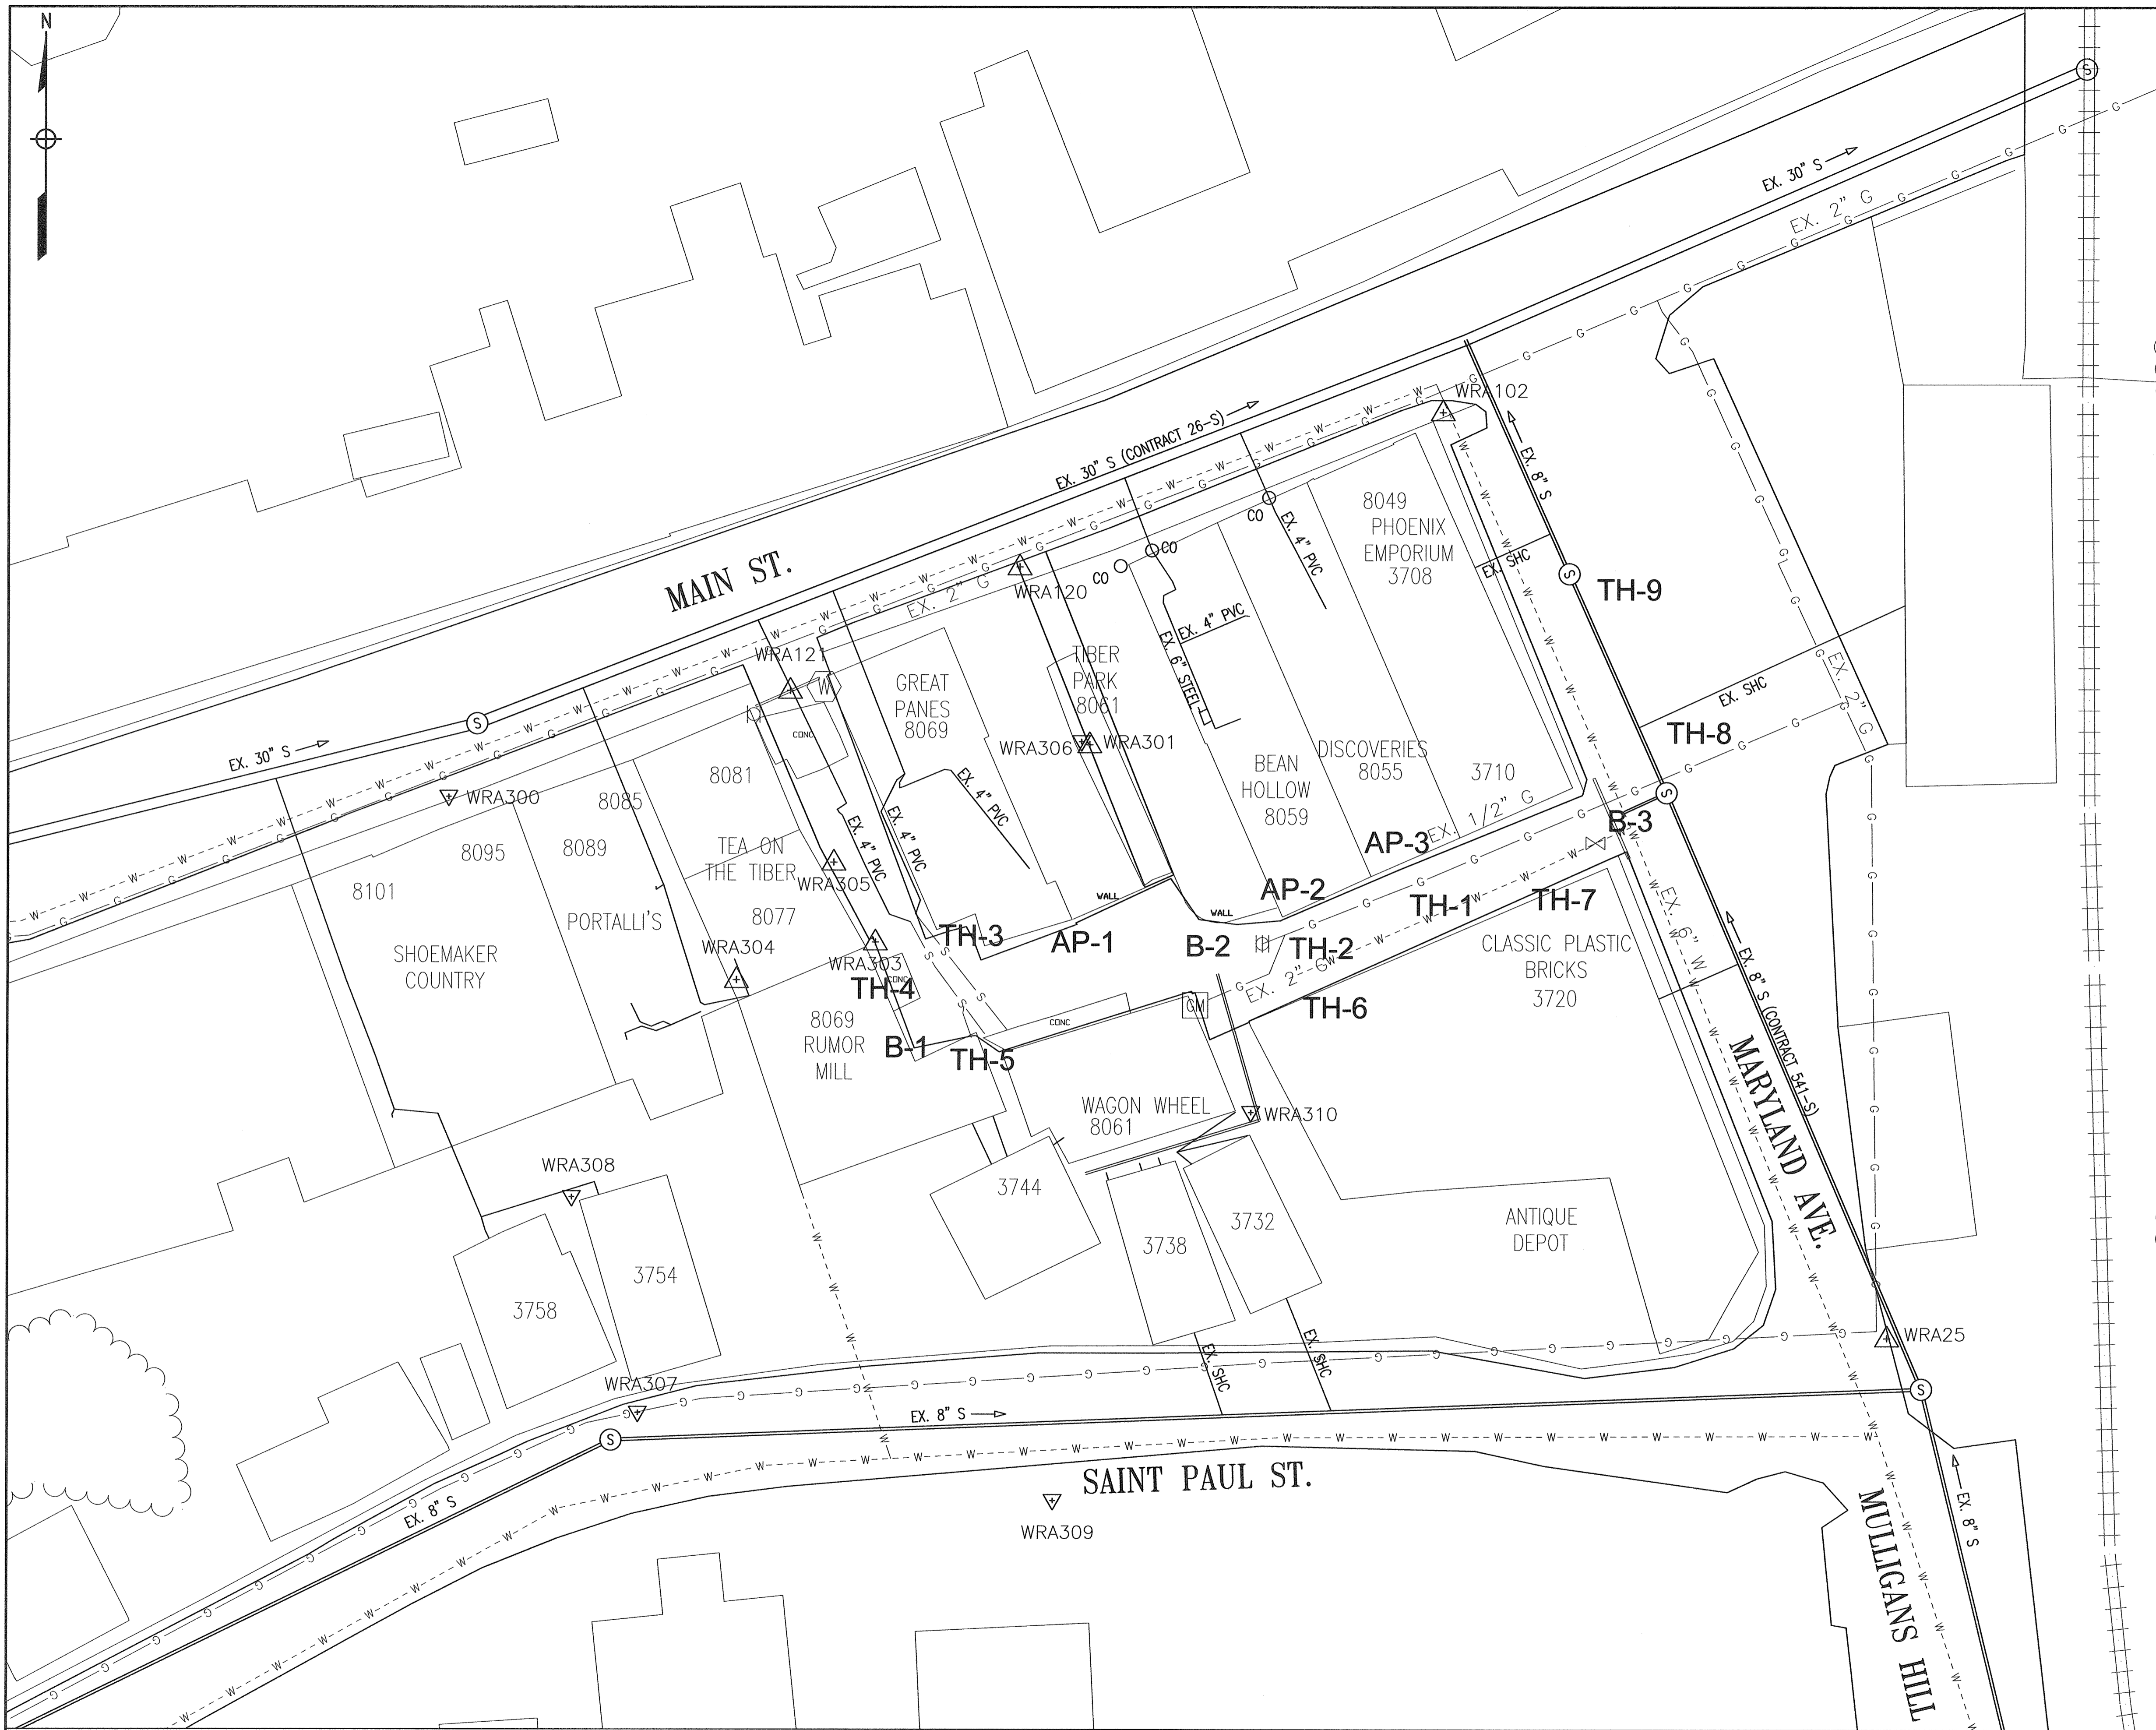 N
EX. 30" S
EX. 2" G
WRA102
EX. 30" S (CONTRACT 26-S)
EX. 8" S
8049
PHOENIX
EMPORIUM
3708
CO
EX. 4" PVC
CO
CO
EX. SHC
TH-9
MAIN ST.
EX. 2" G
WRA120
EX. 4" PVC
EX. 6" STEEL
WRA121
W
TIBER
PARK
8061
GREAT
PANES
8069
EX. SHC
EX. 2" G
S
EX. 30" S
CONC
WRA306
WRA301
TH-8
DISCOVERIES
8055
3710
BEAN
HOLLOW
8059
WRA300
8081
8085
EX. 4" PVC
EX. 4" PVC
EX. 4" PVC
B-3
EX. 1/2" G
AP-3
8089
8095
TEA ON
THE TIBER
WRA305
8101
8077
PORTALLI'S
WALL
WALL
AP-2
TH-1
TH-7
EX. 6" W
TH-3
AP-1
B-2
TH-2
SHOEMAKER
COUNTRY
WRA304
WRA303
CONC
TH-4
EX. 2" G
CLASSIC PLASTIC
BRICKS
3720
EX. 8" S (CONTRACT 541-S)
GM
TH-6
8069
RUMOR
MILL
CONC
B-1
TH-5
MARYLAND AVE.
WAGON WHEEL
8061
WRA310
WRA308
3744
3732
3738
ANTIQUE
DEPOT
3754
3758
WRA25
EX. SHC
EX. SHC
WRA307
EX. 8" S
EX. 8" S
SAINT PAUL ST.
WRA309
MULLIGANS HILL
EX. 8" S